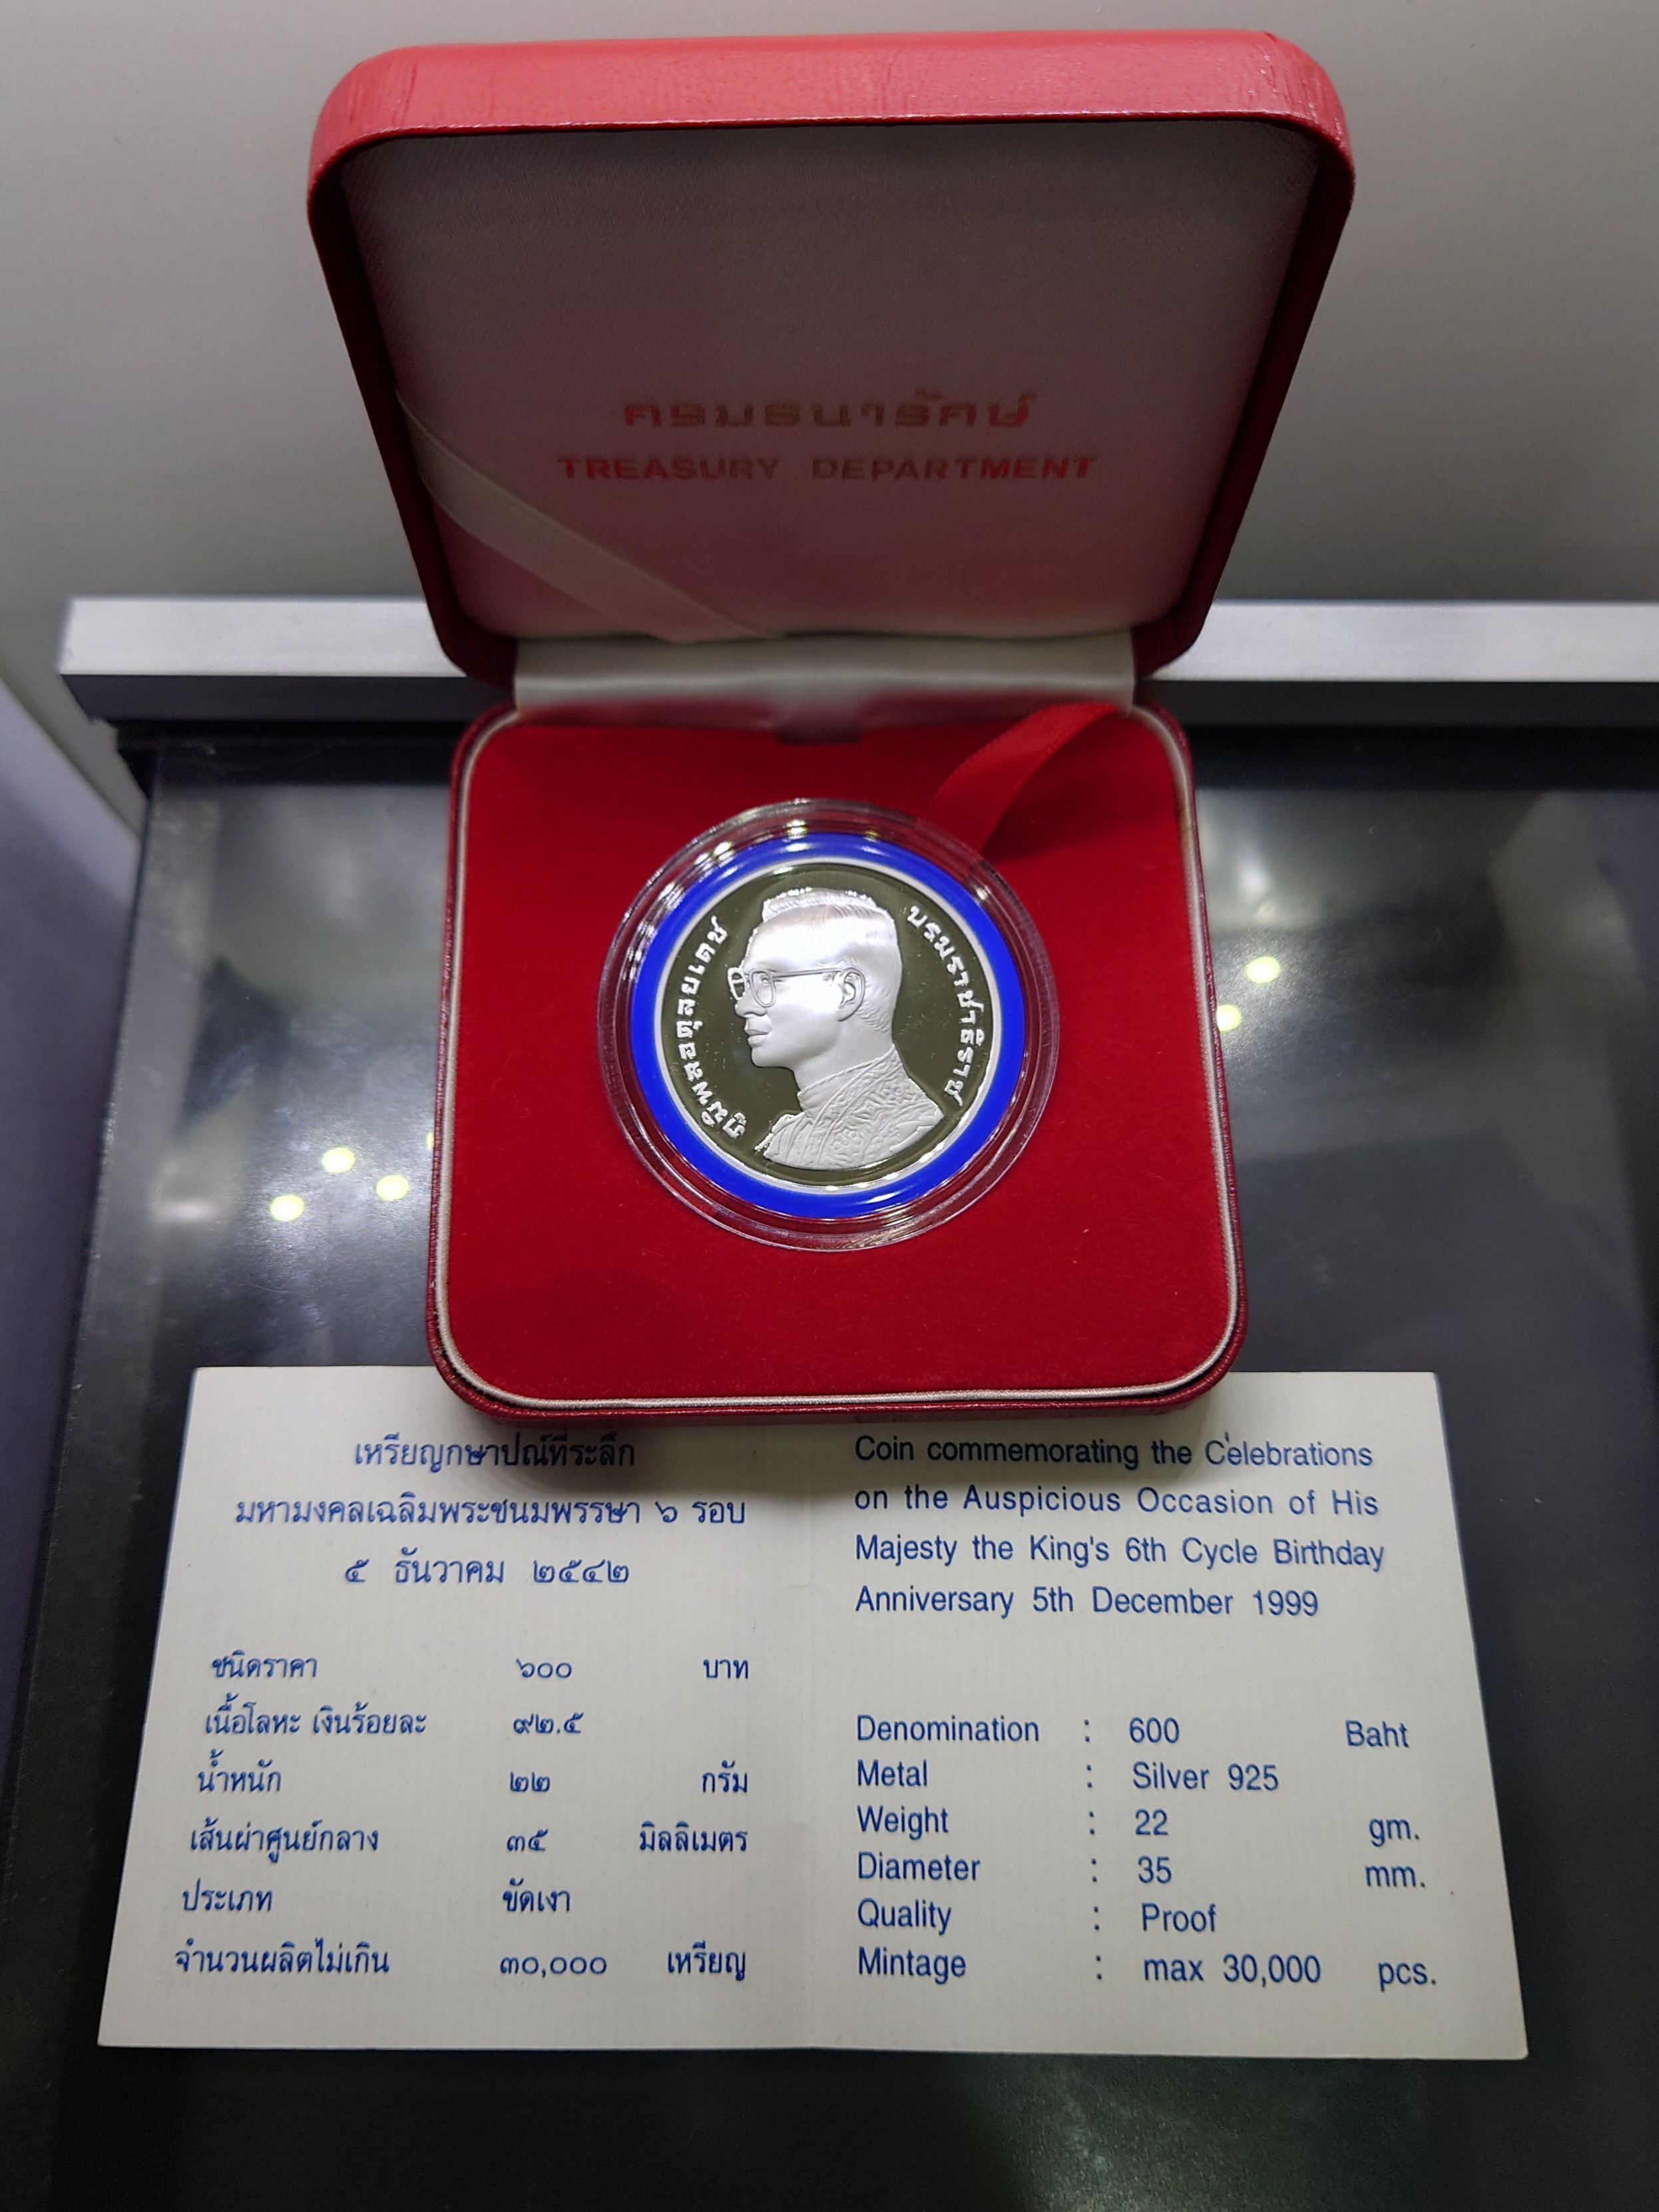 กรมธนารักษ์
TREASURY DEPARTMENT
ภูมิพลอดุลยเดช บรมราชาธิราช
เหรียญกษาปณ์ที่ระลึก
มหามงคลเฉลิมพระชนมพรรษา ๖ รอบ
๕ ธันวาคม ๒๕๔๒
ชนิดราคา ๖๐๐ บาท
เนื้อโลหะ เงินร้อยละ ๙๒.๕
น้ำหนัก ๒๒ กรัม
เส้นผ่าศูนย์กลาง ๓๕ มิลลิเมตร
ประเภท ขัดเงา
จำนวนผลิตไม่เกิน ๓๐,๐๐๐ เหรียญ
Coin commemorating the Celebrations
on the Auspicious Occasion of His
Majesty the King's 6th Cycle Birthday
Anniversary 5th December 1999
Denomination : 600 Baht
Metal : Silver 925
Weight : 22 gm.
Diameter : 35 mm.
Quality : Proof
Mintage : max 30,000 pcs.